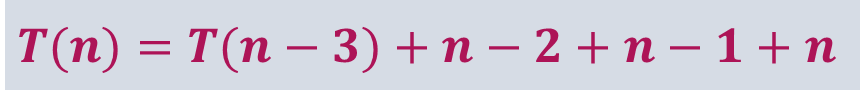 T(n) = T(n − 3) + n − 2 + n − 1 + n